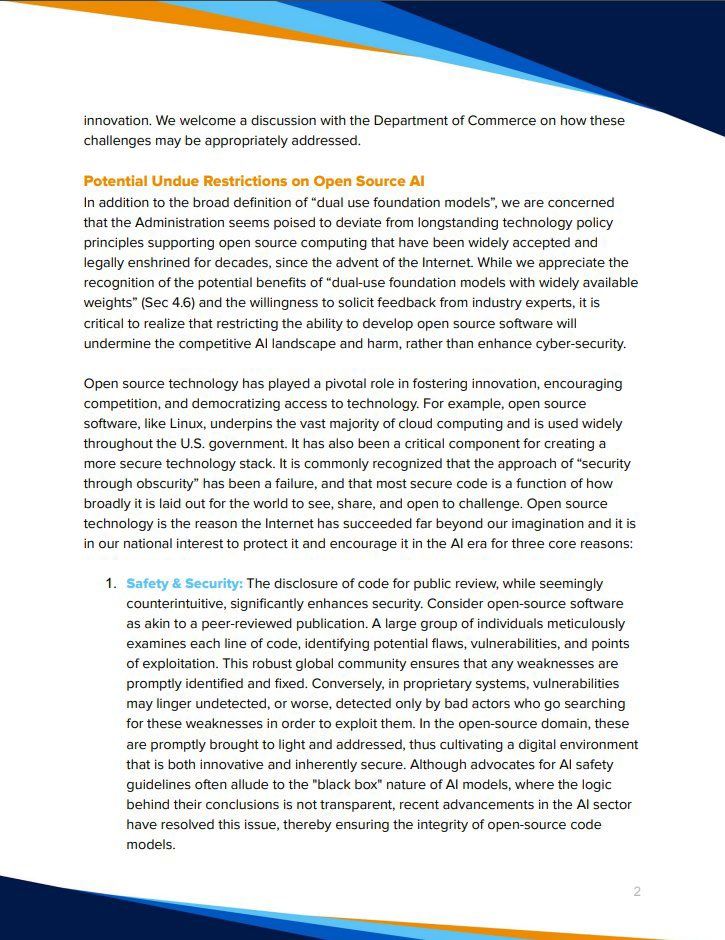 innovation. We welcome a discussion with the Department of Commerce on how these
challenges may be appropriately addressed.
Potential Undue Restrictions on Open Source AI
In addition to the broad definition of “dual use foundation models”, we are concerned
that the Administration seems poised to deviate from longstanding technology policy
principles supporting open source computing that have been widely accepted and
legally enshrined for decades, since the advent of the Internet. While we appreciate the
recognition of the potential benefits of “dual-use foundation models with widely available
weights” (Sec 4.6) and the willingness to solicit feedback from industry experts, it is
critical to realize that restricting the ability to develop open source software will
undermine the competitive AI landscape and harm, rather than enhance cyber-security.
Open source technology has played a pivotal role in fostering innovation, encouraging
competition, and democratizing access to technology. For example, open source
software, like Linux, underpins the vast majority of cloud computing and is used widely
throughout the U.S. government. It has also been a critical component for creating a
more secure technology stack. It is commonly recognized that the approach of “security
through obscurity” has been a failure, and that most secure code is a function of how
broadly it is laid out for the world to see, share, and open to challenge. Open source
technology is the reason the Internet has succeeded far beyond our imagination and it is
in our national interest to protect it and encourage it in the AI era for three core reasons:
1. Safety & Security: The disclosure of code for public review, while seemingly
counterintuitive, significantly enhances security. Consider open-source software
as akin to a peer-reviewed publication. A large group of individuals meticulously
examines each line of code, identifying potential flaws, vulnerabilities, and points
of exploitation. This robust global community ensures that any weaknesses are
promptly identified and fixed. Conversely, in proprietary systems, vulnerabilities
may linger undetected, or worse, detected only by bad actors who go searching
for these weaknesses in order to exploit them. In the open-source domain, these
are promptly brought to light and addressed, thus cultivating a digital environment
that is both innovative and inherently secure. Although advocates for AI safety
guidelines often allude to the "black box" nature of AI models, where the logic
behind their conclusions is not transparent, recent advancements in the AI sector
have resolved this issue, thereby ensuring the integrity of open-source code
models.
2